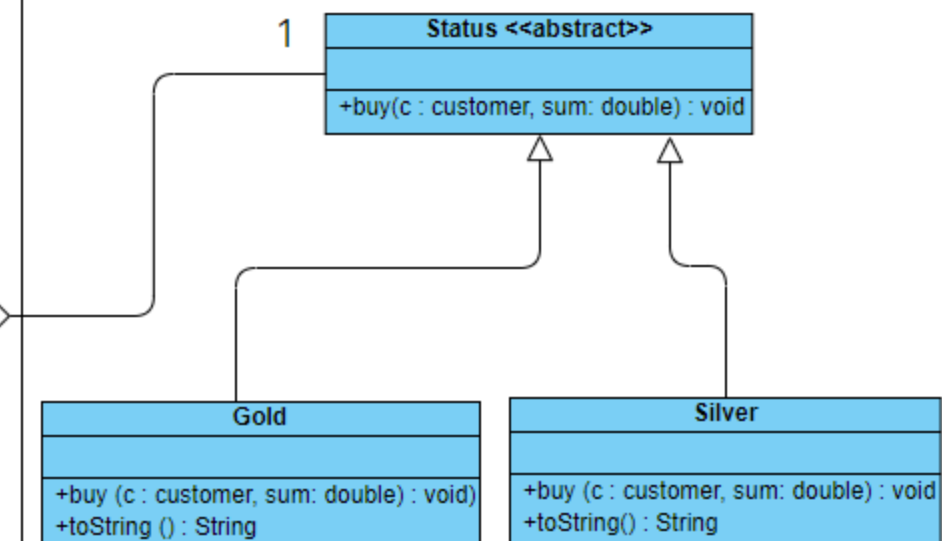 1
Status <<abstract>>
+buy(c : customer, sum: double) : void
Gold
+buy (c : customer, sum: double) : void)
+toString () : String
Silver
+buy (c : customer, sum: double) : void
+toString() : String